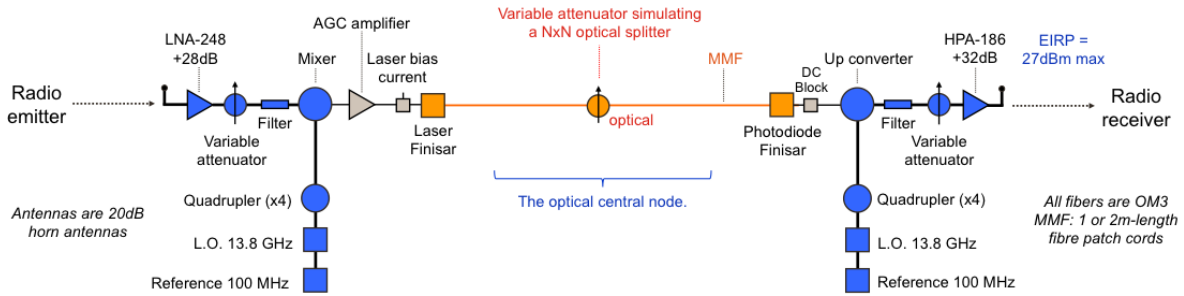 Radio
emitter
LNA-248
+28dB
Variable
attenuator
Filter
Mixer
AGC amplifier
Laser bias
current
Laser
Finisar
Variable attenuator simulating
a NxN optical splitter
optical
MMF
The optical central node.
Photodiode
Finisar
DC
Block
Up converter
Filter
Variable
attenuator
HPA-186
+32dB
EIRP =
27dBm max
Radio
receiver
Antennas are 20dB
horn antennas
Quadrupler (x4)
L.O. 13.8 GHz
Reference 100 MHz
Quadrupler (x4)
L.O. 13.8 GHz
Reference 100 MHz
All fibers are OM3
MMF: 1 or 2m-length
fibre patch cords